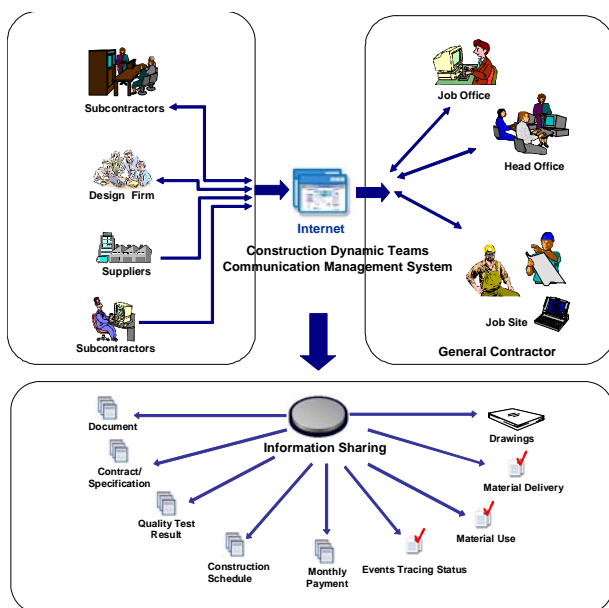 Subcontractors
Design Firm
Suppliers
Subcontractors
Internet
Construction Dynamic Teams
Communication Management System
Job Office
Head Office
Job Site
General Contractor
Information Sharing
Document
Contract/
Specification
Quality Test
Result
Construction
Schedule
Monthly
Payment
Events Tracing Status
Material Use
Material Delivery
Drawings